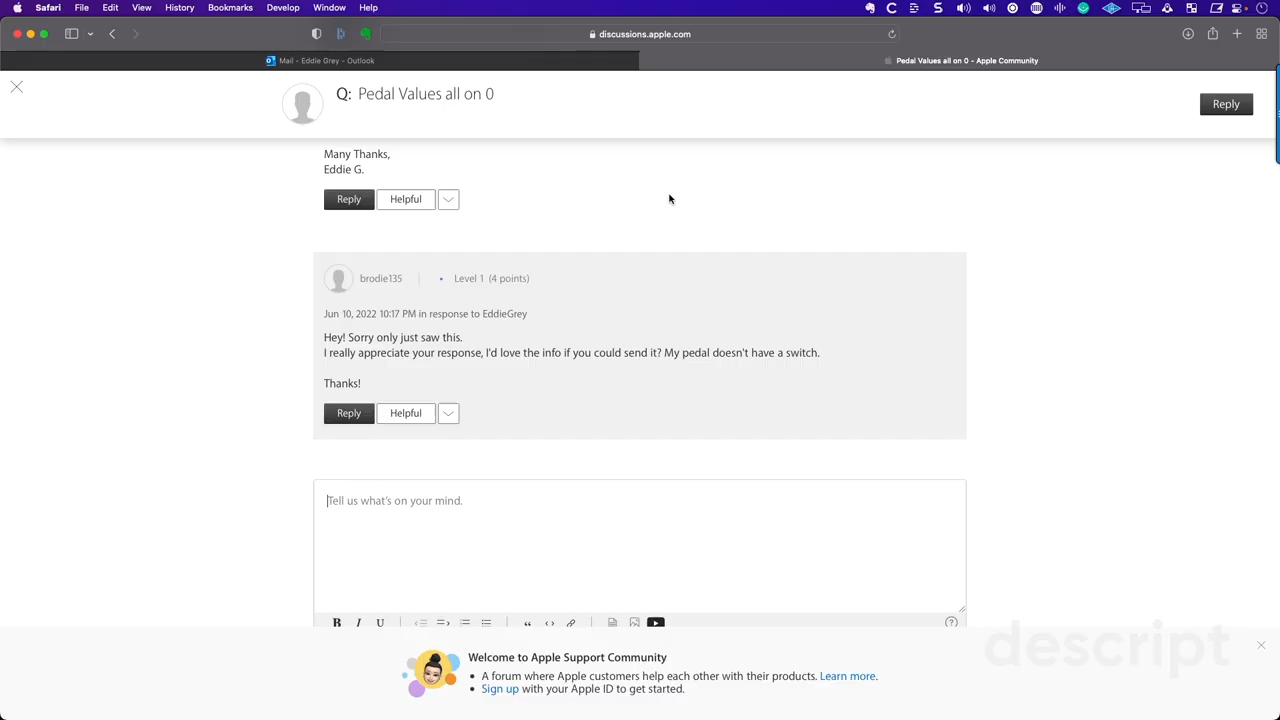 Safari File Edit View History Bookmarks Develop Window Help
discussions.apple.com
Mail - Eddie Grey - Outlook
Pedal Values all on 0 - Apple Community
Q: Pedal Values all on 0
Reply
Many Thanks,
Eddie G.
Reply Helpful
brodie135 • Level 1 (4 points)
Jun 10, 2022 10:17 PM in response to EddieGrey
Hey! Sorry only just saw this.
I really appreciate your response, I'd love the info if you could send it? My pedal doesn't have a switch.
Thanks!
Reply Helpful
Tell us what's on your mind.
B I U
descript
Welcome to Apple Support Community
• A forum where Apple customers help each other with their products. Learn more.
• Sign up with your Apple ID to get started.